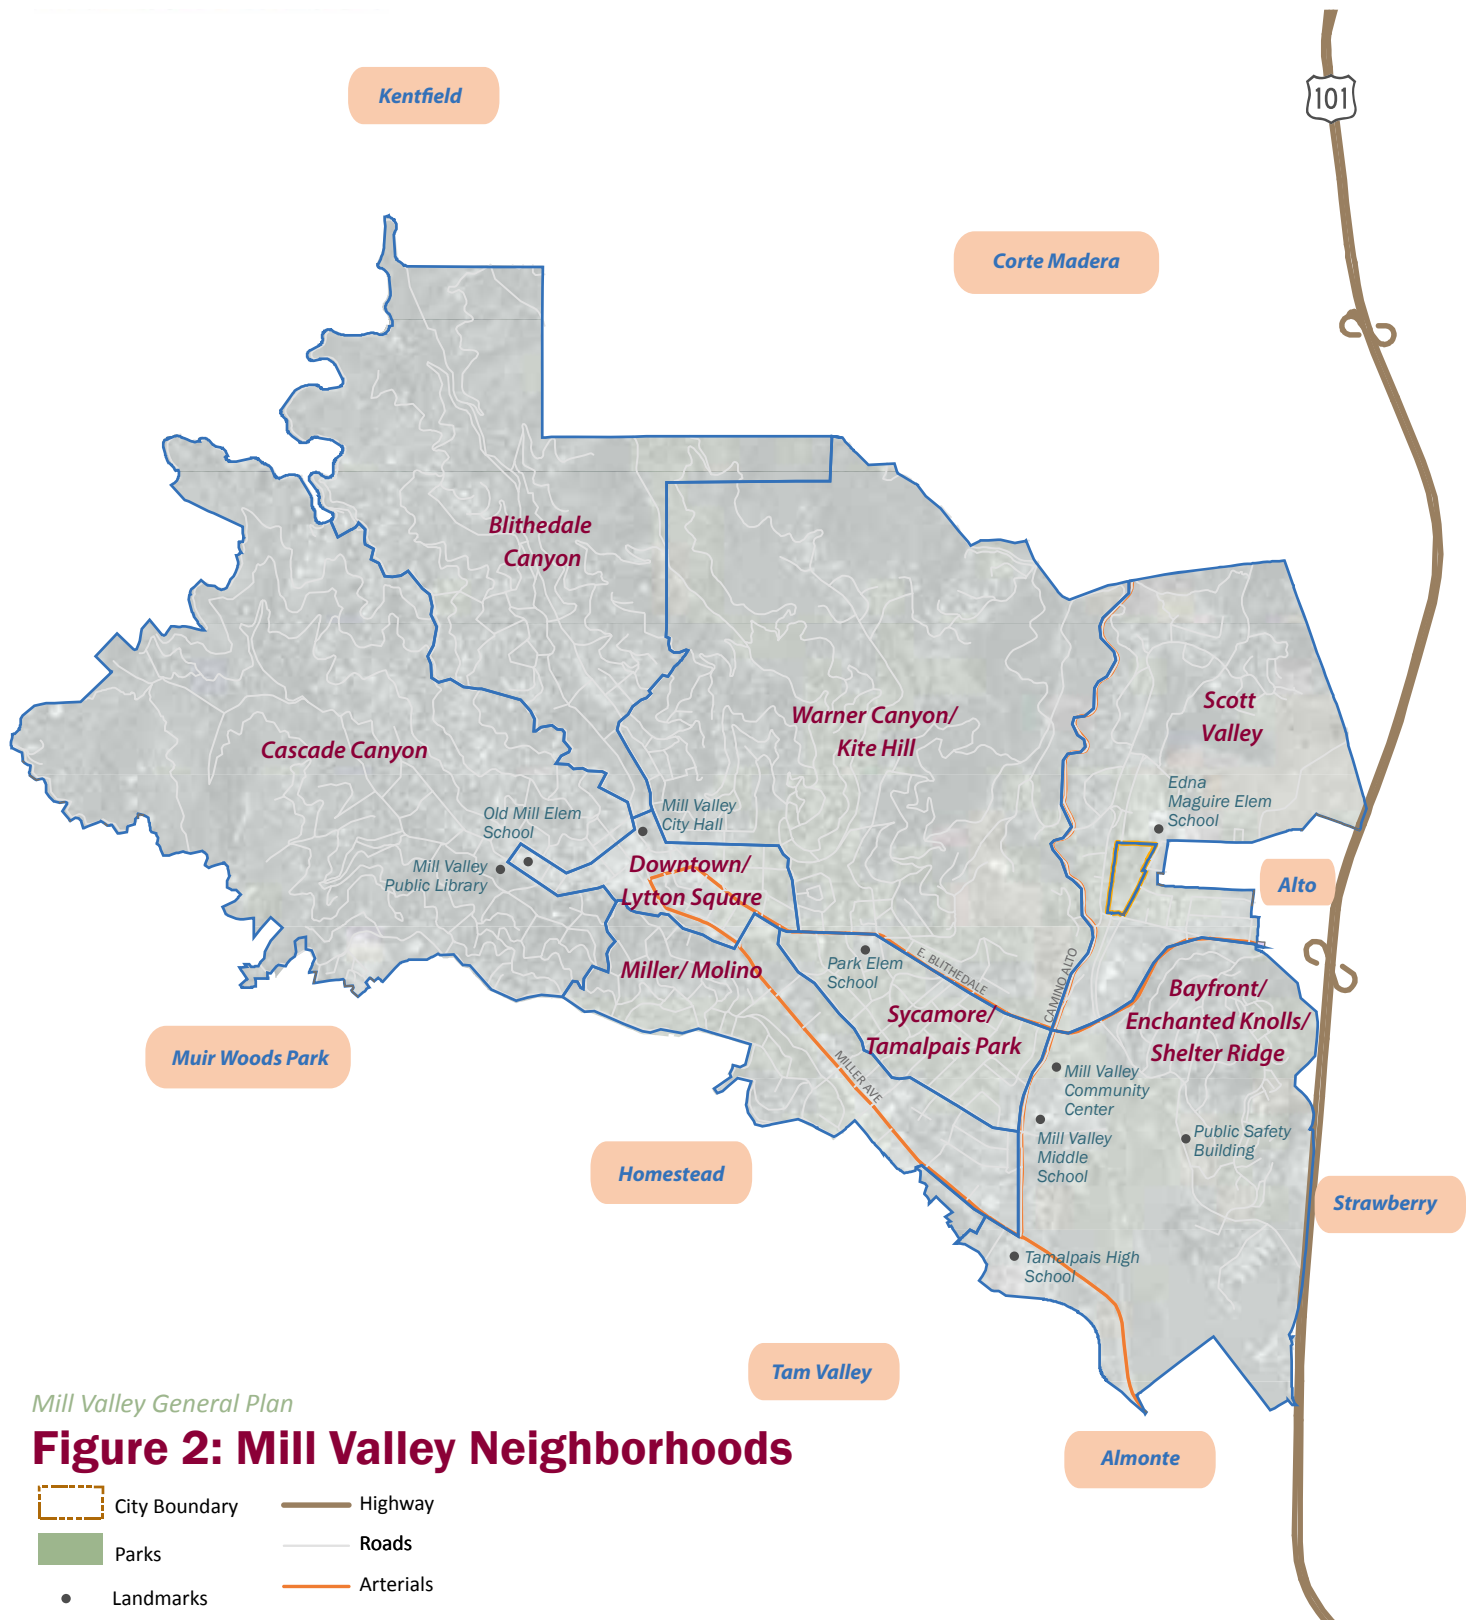 Kentfield
101
Corte Madera
Blithedale
Canyon
Scott
Valley
Warner Canyon/
Kite Hill
Cascade Canyon
Edna
Maguire Elem
School
Old Mill Elem
School
Mill Valley
City Hall
Mill Valley
Public Library
Downtown/
Lytton Square
Alto
Miller/ Molino
Park Elem
School
E. BLITHEDALE
CAMINO ALTO
Bayfront/
Enchanted Knolls/
Shelter Ridge
Sycamore/
Tamalpais Park
Muir Woods Park
MILLER AVE
Mill Valley
Community
Center
Mill Valley
Middle
School
Public Safety
Building
Homestead
Strawberry
Tamalpais High
School
Tam Valley
Almonte
Mill Valley General Plan
Figure 2: Mill Valley Neighborhoods
City Boundary
Highway
Parks
Roads
Landmarks
Arterials